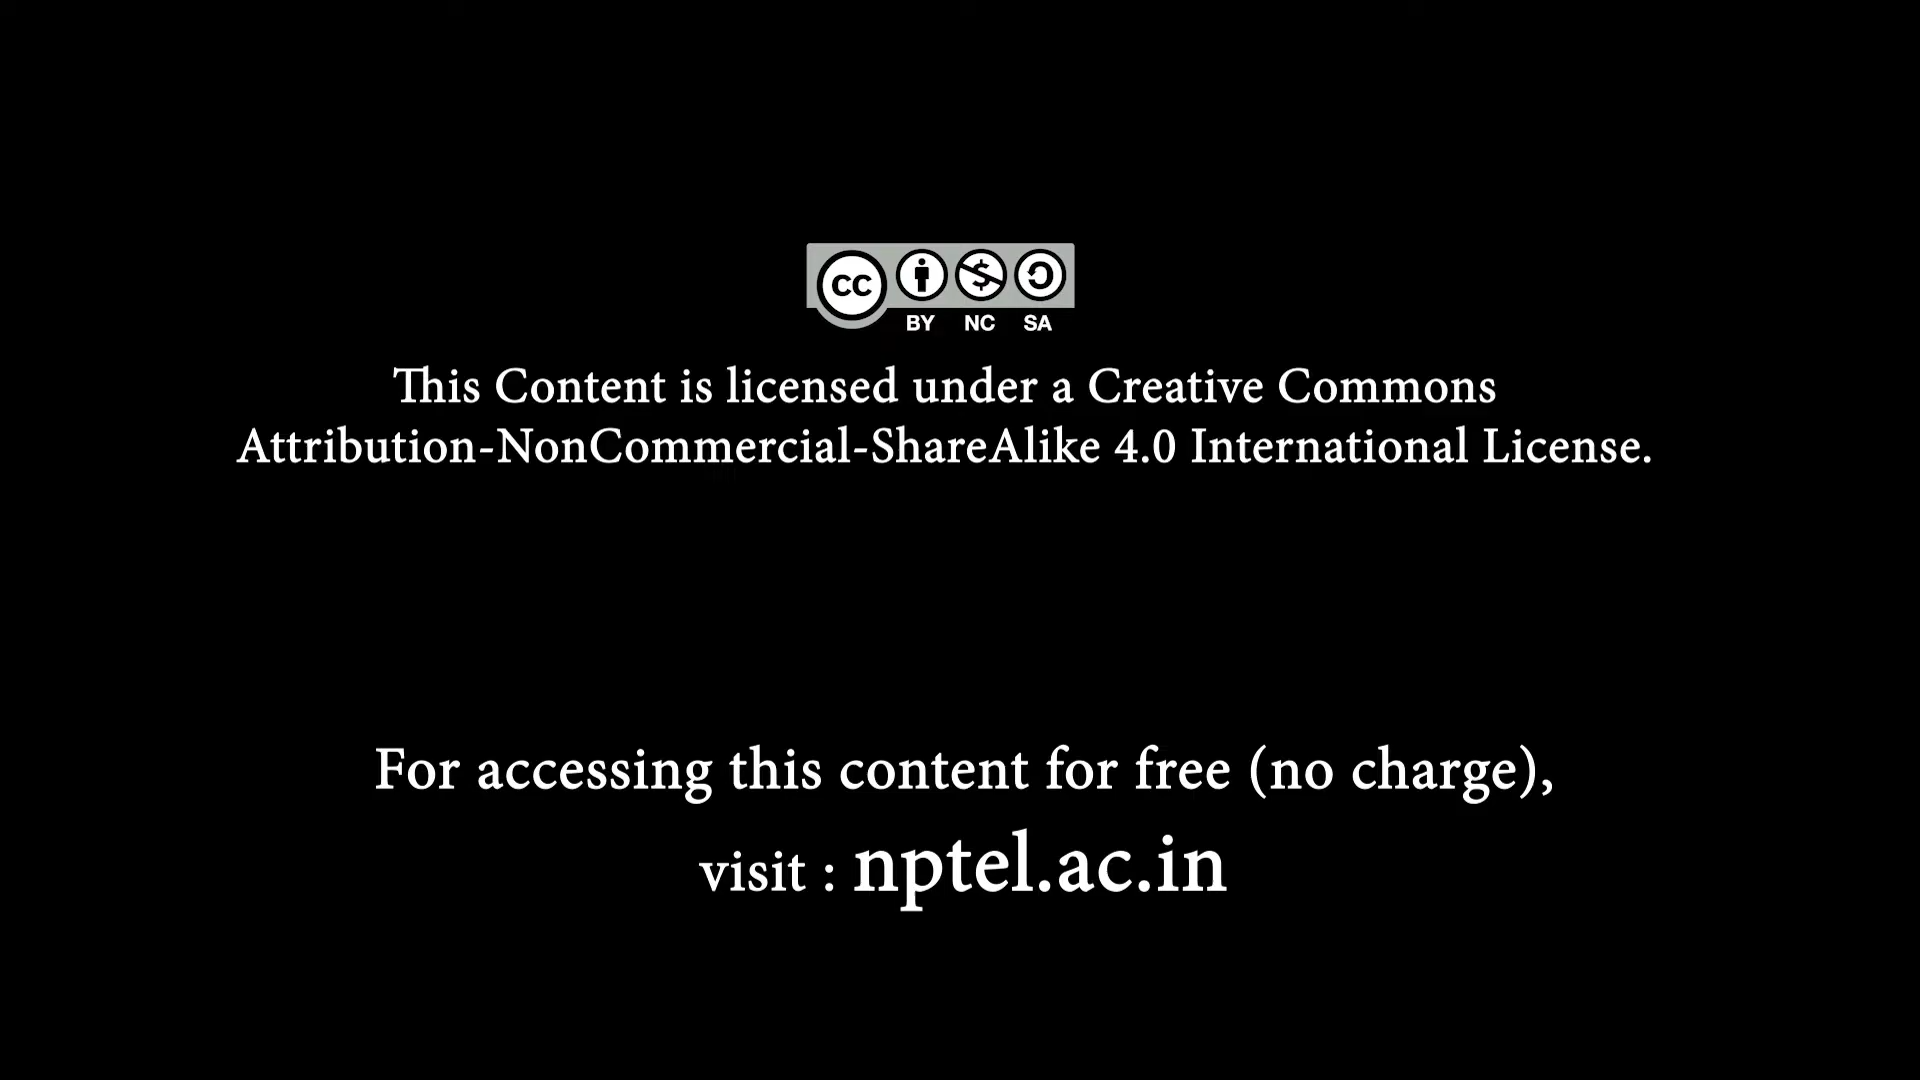 CC BY NC SA
This Content is licensed under a Creative Commons
Attribution-NonCommercial-ShareAlike 4.0 International License.
For accessing this content for free (no charge),
visit : nptel.ac.in